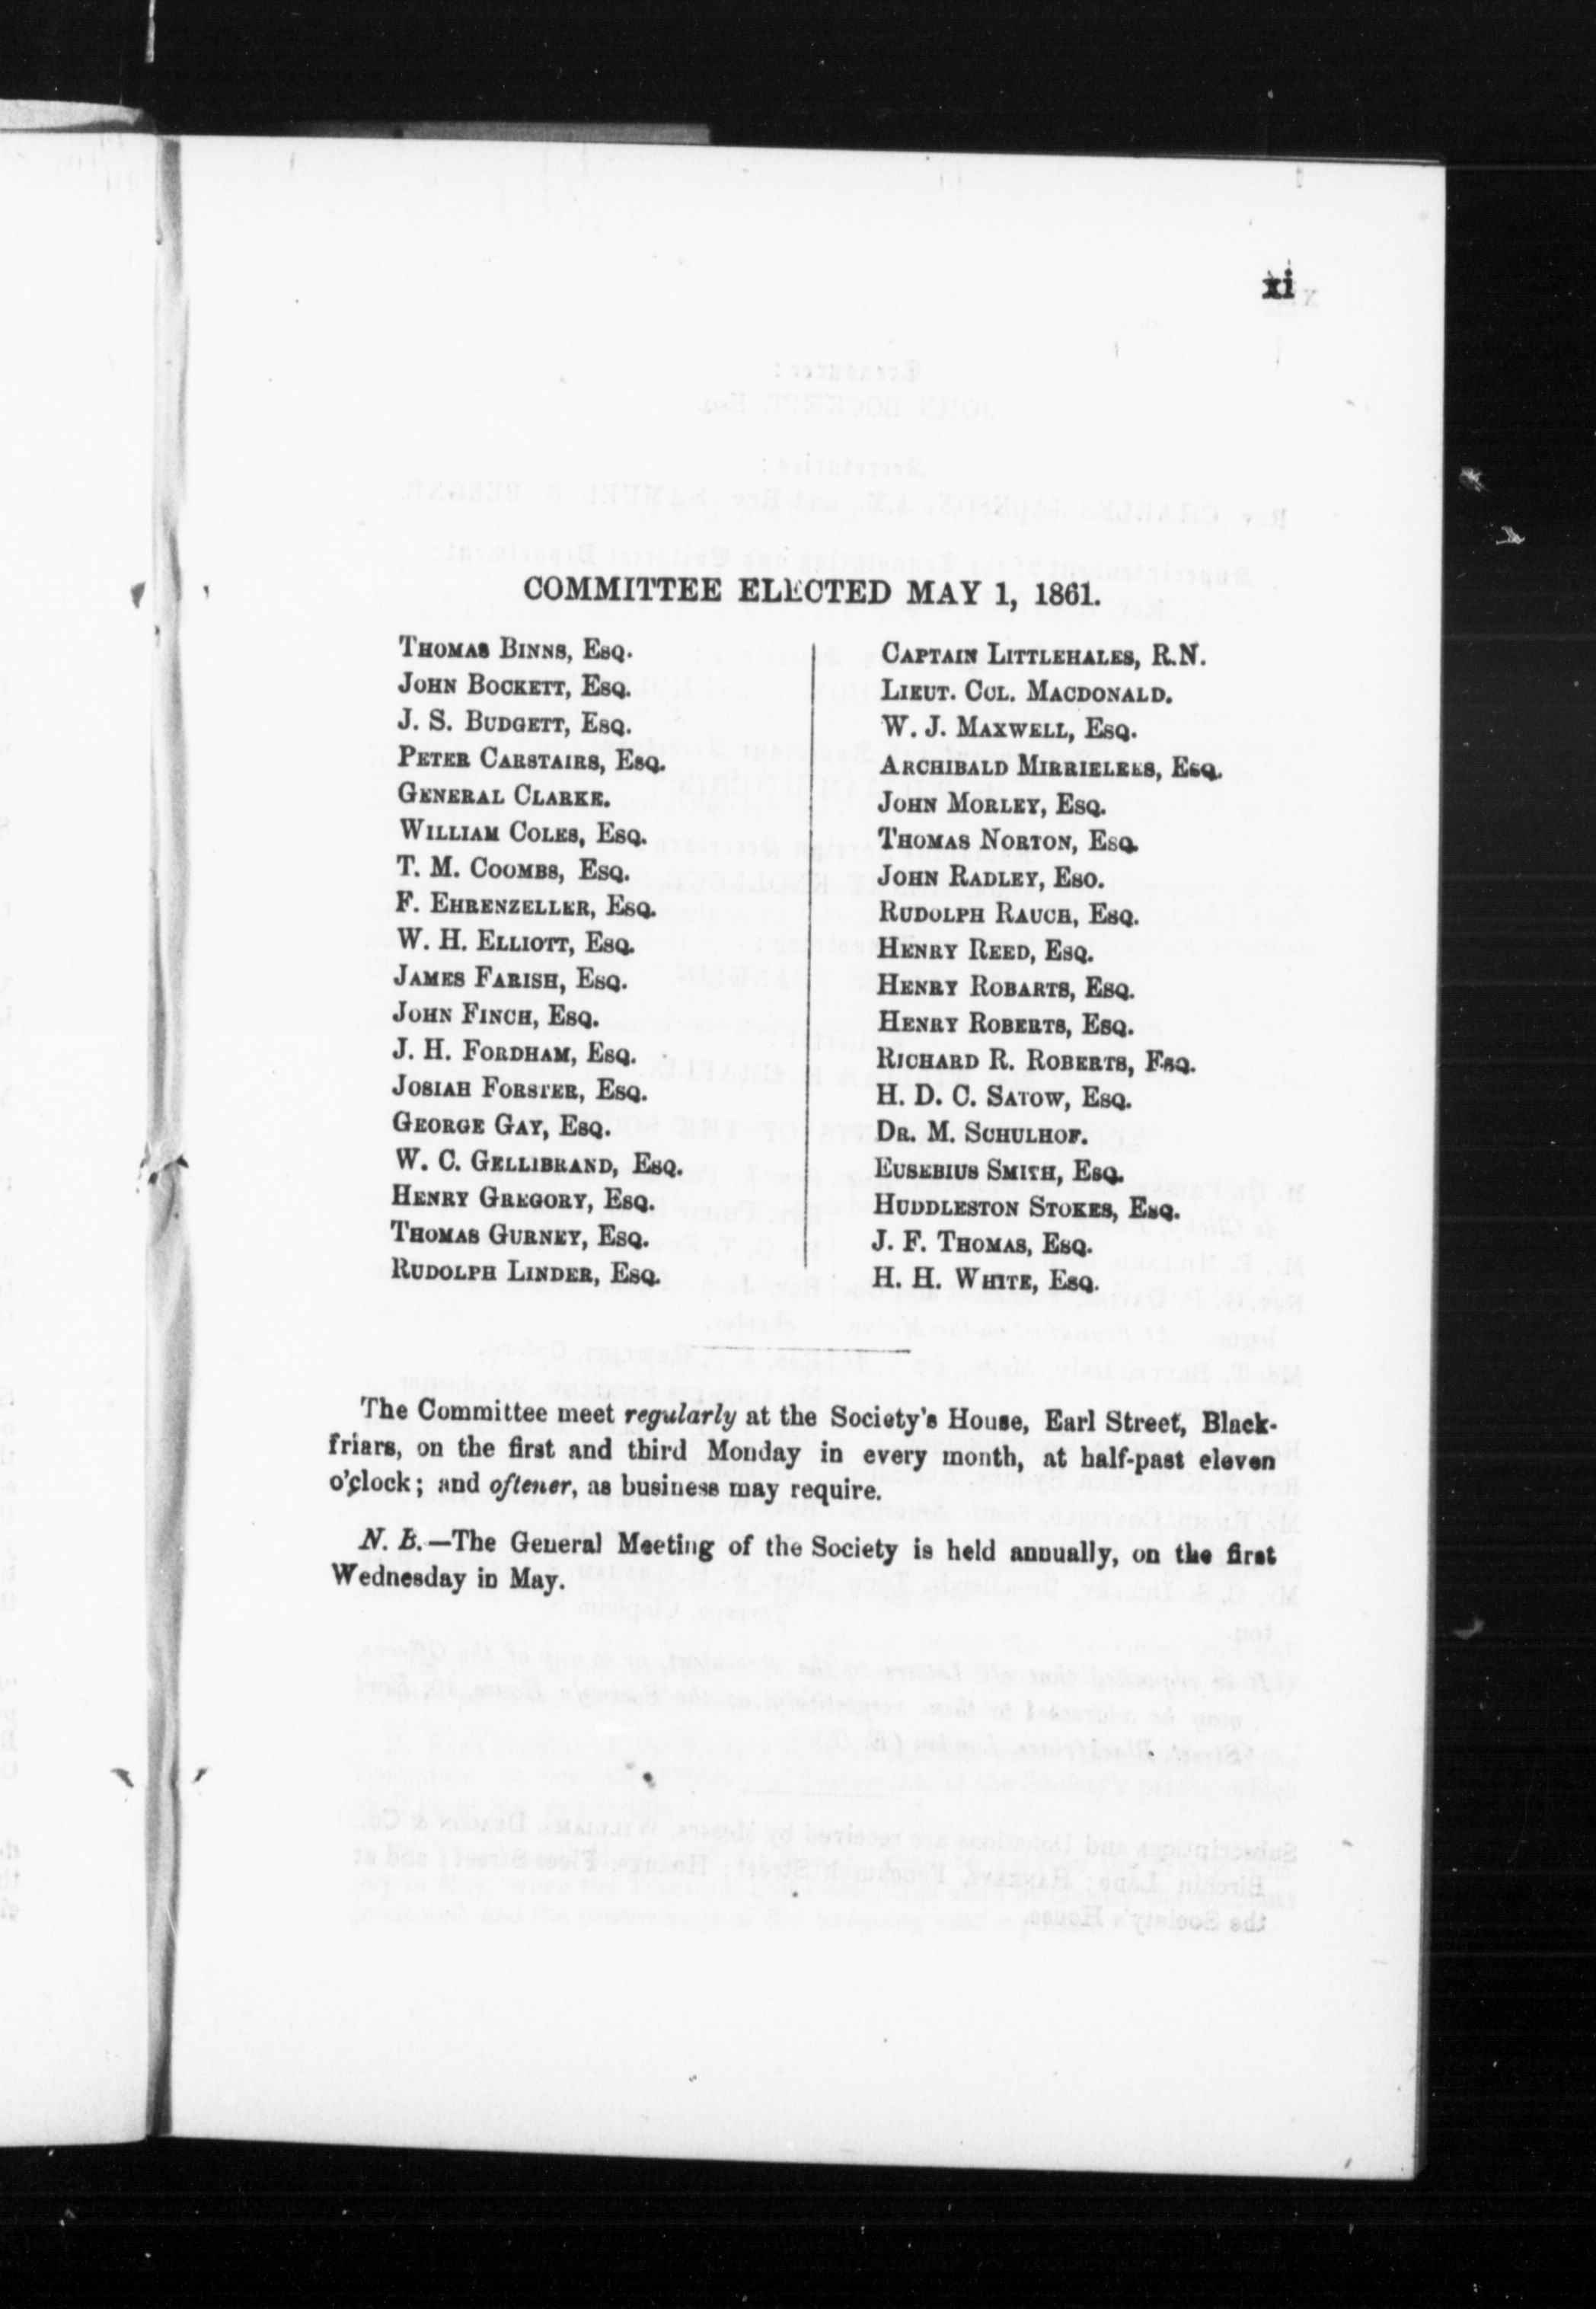 xi
COMMITTEE ELECTED MAY 1, 1861.
THOMAS BINNS, ESQ.
JOHN BOCKETT, ESQ.
J. S. BUDGETT, ESQ.
PETER CARSTAIRS, ESQ.
GENERAL CLARKE.
WILLIAM COLES, ESQ.
T. M. COOMBS, ESQ.
F. EHRENZELLER, ESQ.
W. H. ELLIOTT, ESQ.
JAMES FARISH, ESQ.
JOHN FINCH, ESQ.
J. H. FORDHAM, ESQ.
JOSIAH FORSTER, ESQ.
GEORGE GAY, ESQ.
W. C. GELLIBRAND, ESQ.
HENRY GREGORY, ESQ.
THOMAS GURNEY, ESQ.
RUDOLPH LINDER, ESQ.
CAPTAIN LITTLEHALES, R.N.
LIEUT. COL. MACDONALD.
W. J. MAXWELL, ESQ.
ARCHIBALD MIRRIELEES, ESQ.
JOHN MORLEY, ESQ.
THOMAS NORTON, ESQ.
JOHN RADLEY, ESQ.
RUDOLPH RAUCH, ESQ.
HENRY REED, ESQ.
HENRY ROBARTS, ESQ.
HENRY ROBERTS, ESQ.
RICHARD R. ROBERTS, ESQ.
H. D. C. SATOW, ESQ.
DR. M. SCHULHOF.
EUSEBIUS SMITH, ESQ.
HUDDLESTON STOKES, ESQ.
J. F. THOMAS, ESQ.
H. H. WHITE, ESQ.
The Committee meet regularly at the Society's House, Earl Street, Black-
friars, on the first and third Monday in every month, at half-past eleven
o'clock; and oftener, as business may require.
N. B.—The General Meeting of the Society is held annually, on the first
Wednesday in May.